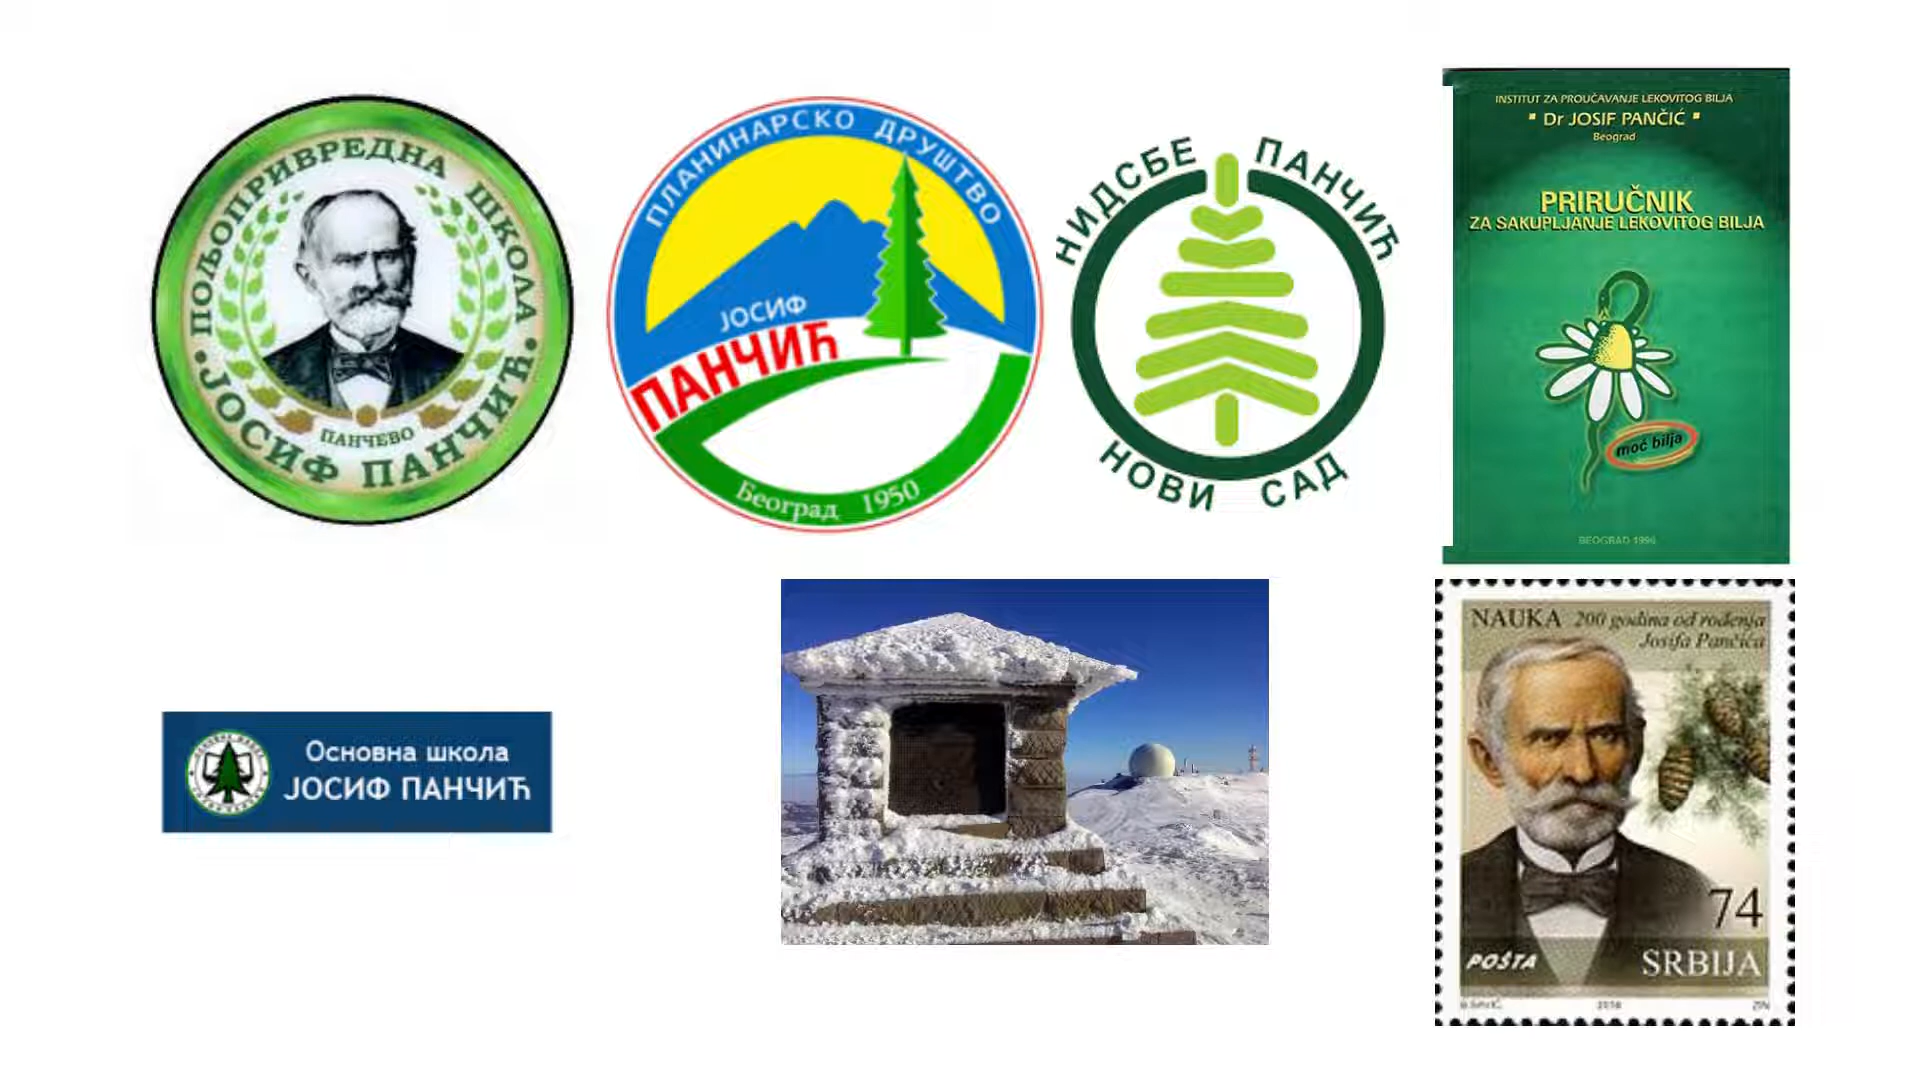 ПОЉОПРИВРЕДНА ШКОЛА
ПАНЧЕВО
• ЈОСИФ ПАНЧИЋ •
ПЛАНИНАРСКО ДРУШТВО
ЈОСИФ
ПАНЧИЋ
Београд 1950
НИДСБЕ ПАНЧИЋ
НОВИ САД
INSTITUT ZA PROUČAVANJE LEKOVITOG BILJA
Dr JOSIF PANČIĆ
Beograd
PRIRUČNIK
ZA SAKUPLJANJE LEKOVITOG BILJA
moć bilja
BEOGRAD 1996
Основна школа
ЈОСИФ ПАНЧИЋ
NAUKA 200 godina od rođenja
Josifa Pančića
74
POŠTA
SRBIJA